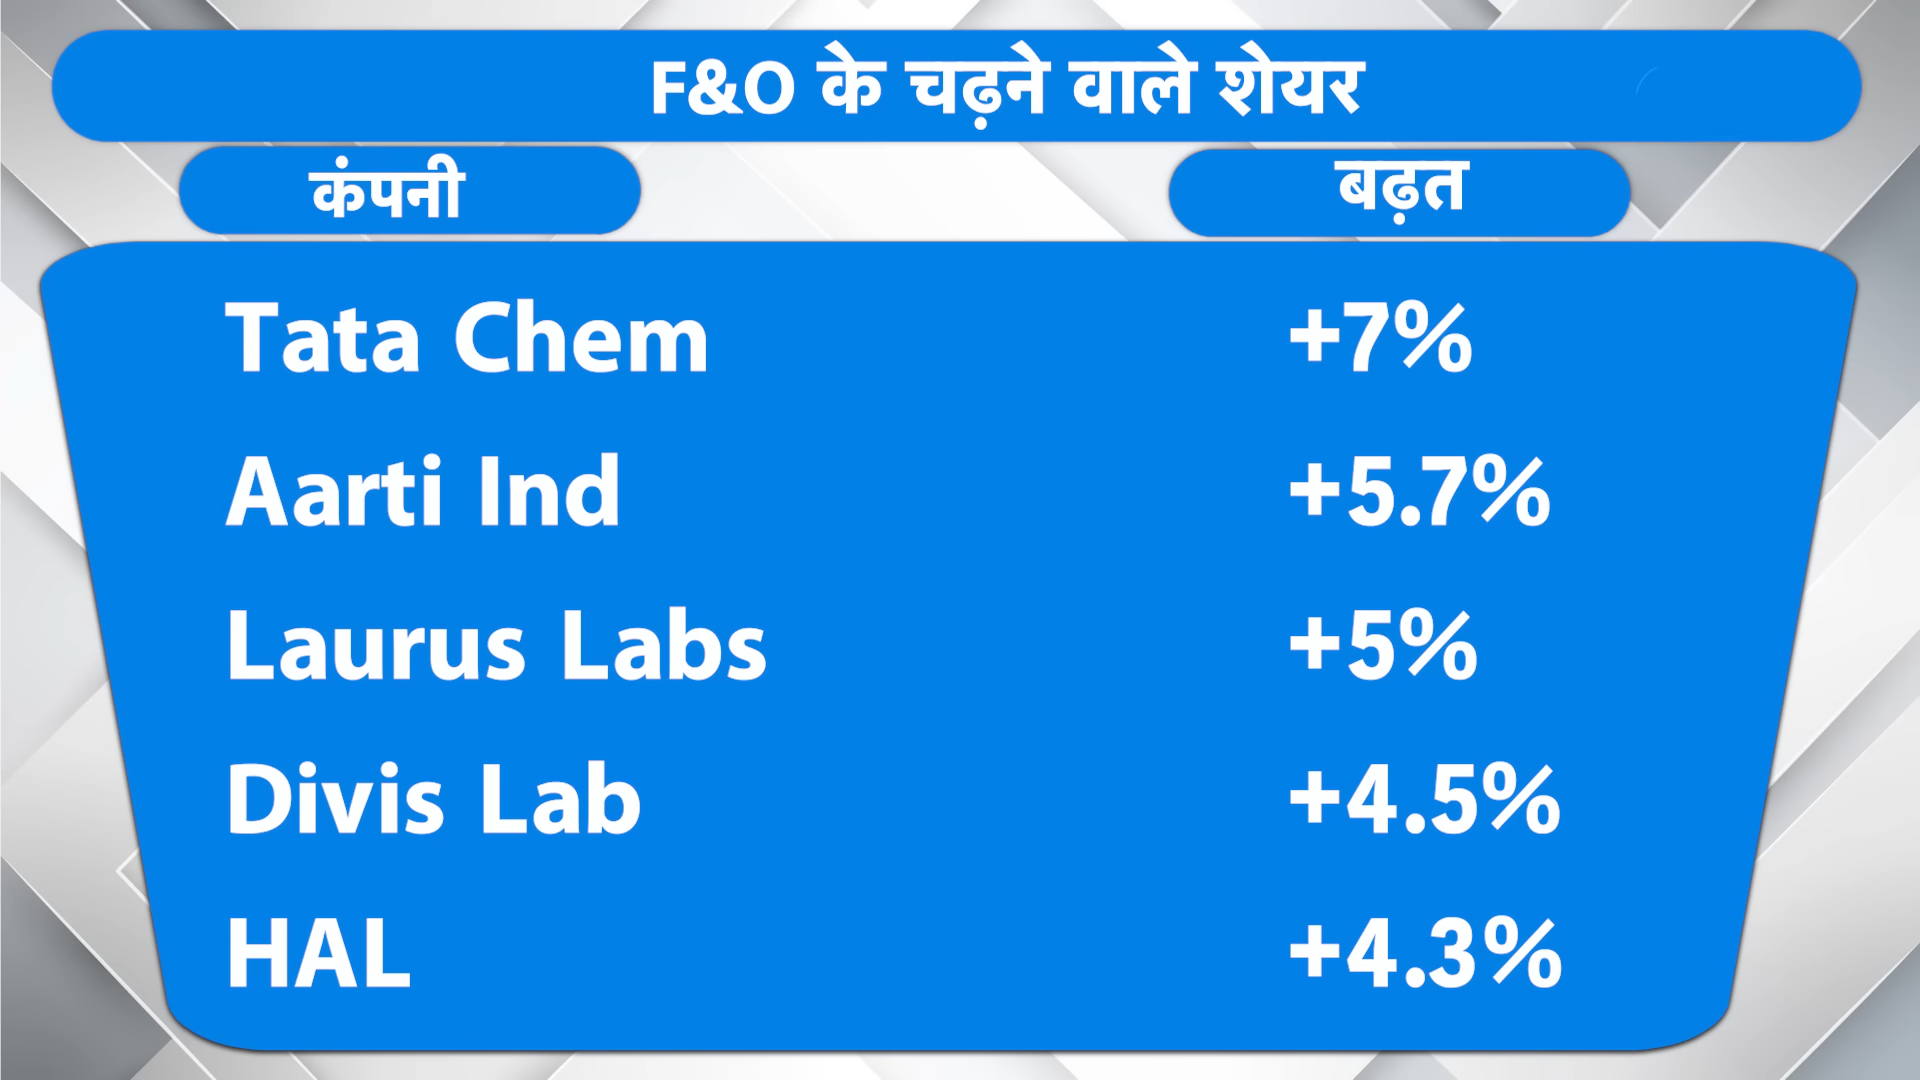 F&O के चढ़ने वाले शेयर
कंपनी बढ़त
Tata Chem +7%
Aarti Ind +5.7%
Laurus Labs +5%
Divis Lab +4.5%
HAL +4.3%